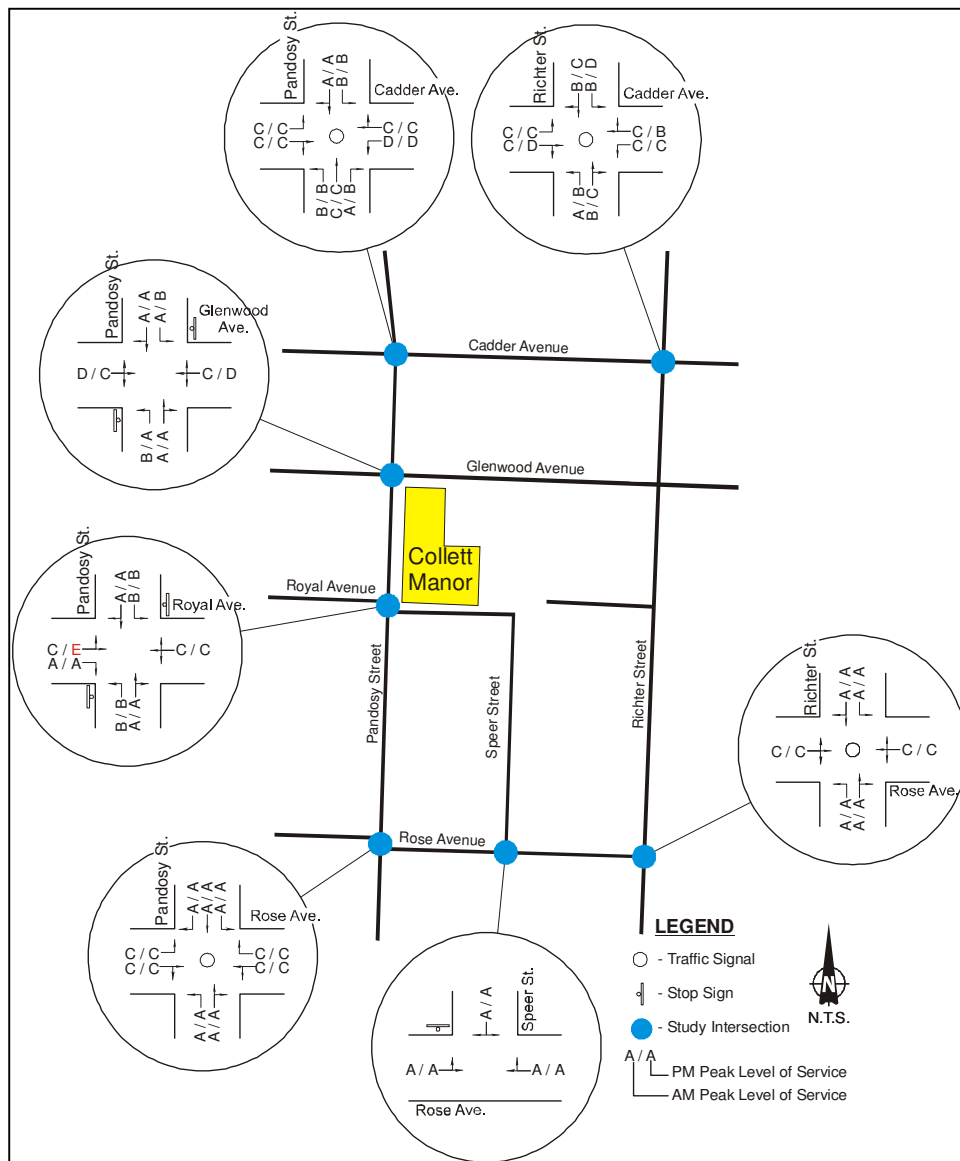 Pandosy St.
A / A
B / B
Cadder Ave.
C / C
C / C
C / C
D / D
B / B
C / C
A / B
Richter St.
B / C
B / D
Cadder Ave.
C / C
C / D
C / B
C / C
A / B
B / C
Pandosy St.
A / A
A / B
Glenwood
Ave.
D / C
C / D
B / A
A / A
Cadder Avenue
Glenwood Avenue
Collett
Manor
Royal Avenue
Pandosy Street
Speer Street
Richter Street
Rose Avenue
Pandosy St.
A / A
B / B
Royal Ave.
C / E
A / A
C / C
B / B
A / A
Richter St.
A / A
A / A
C / C
C / C
Rose Ave.
A / A
A / A
Pandosy St.
A / A
A / A
A / A
Rose Ave.
C / C
C / C
C / C
C / C
A / A
A / A
A / A
Speer St.
A / A
A / A
Rose Ave.
LEGEND
- Traffic Signal
- Stop Sign
- Study Intersection
A / A
PM Peak Level of Service
AM Peak Level of Service
N
N.T.S.